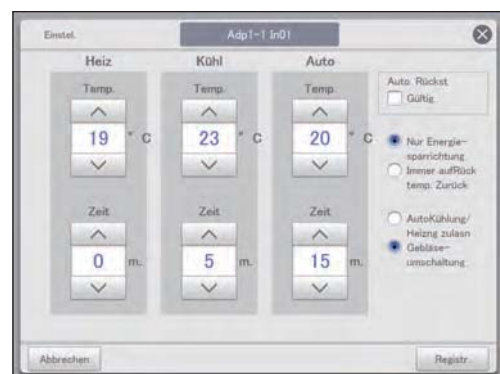 Einstel.
Adp1-1 In01
Heiz Kühl Auto
Temp. Temp. Temp.
19 ° C 23 ° C 20 ° C
Zeit Zeit Zeit
0 m. 5 m. 15 m.
Auto. Rückst.
Gültig
Nur Energie-
sparrichtung
Immer aufRück
temp. Zurück
AutoKühlung/
Heizng zulasn
Gebläse-
umschaltung
Abbrechen
Registr.